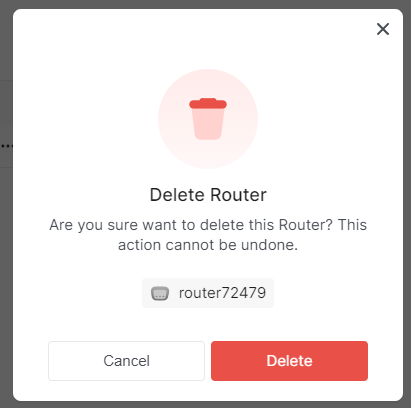 Delete Router
Are you sure want to delete this Router? This
action cannot be undone.
router72479
Cancel
Delete